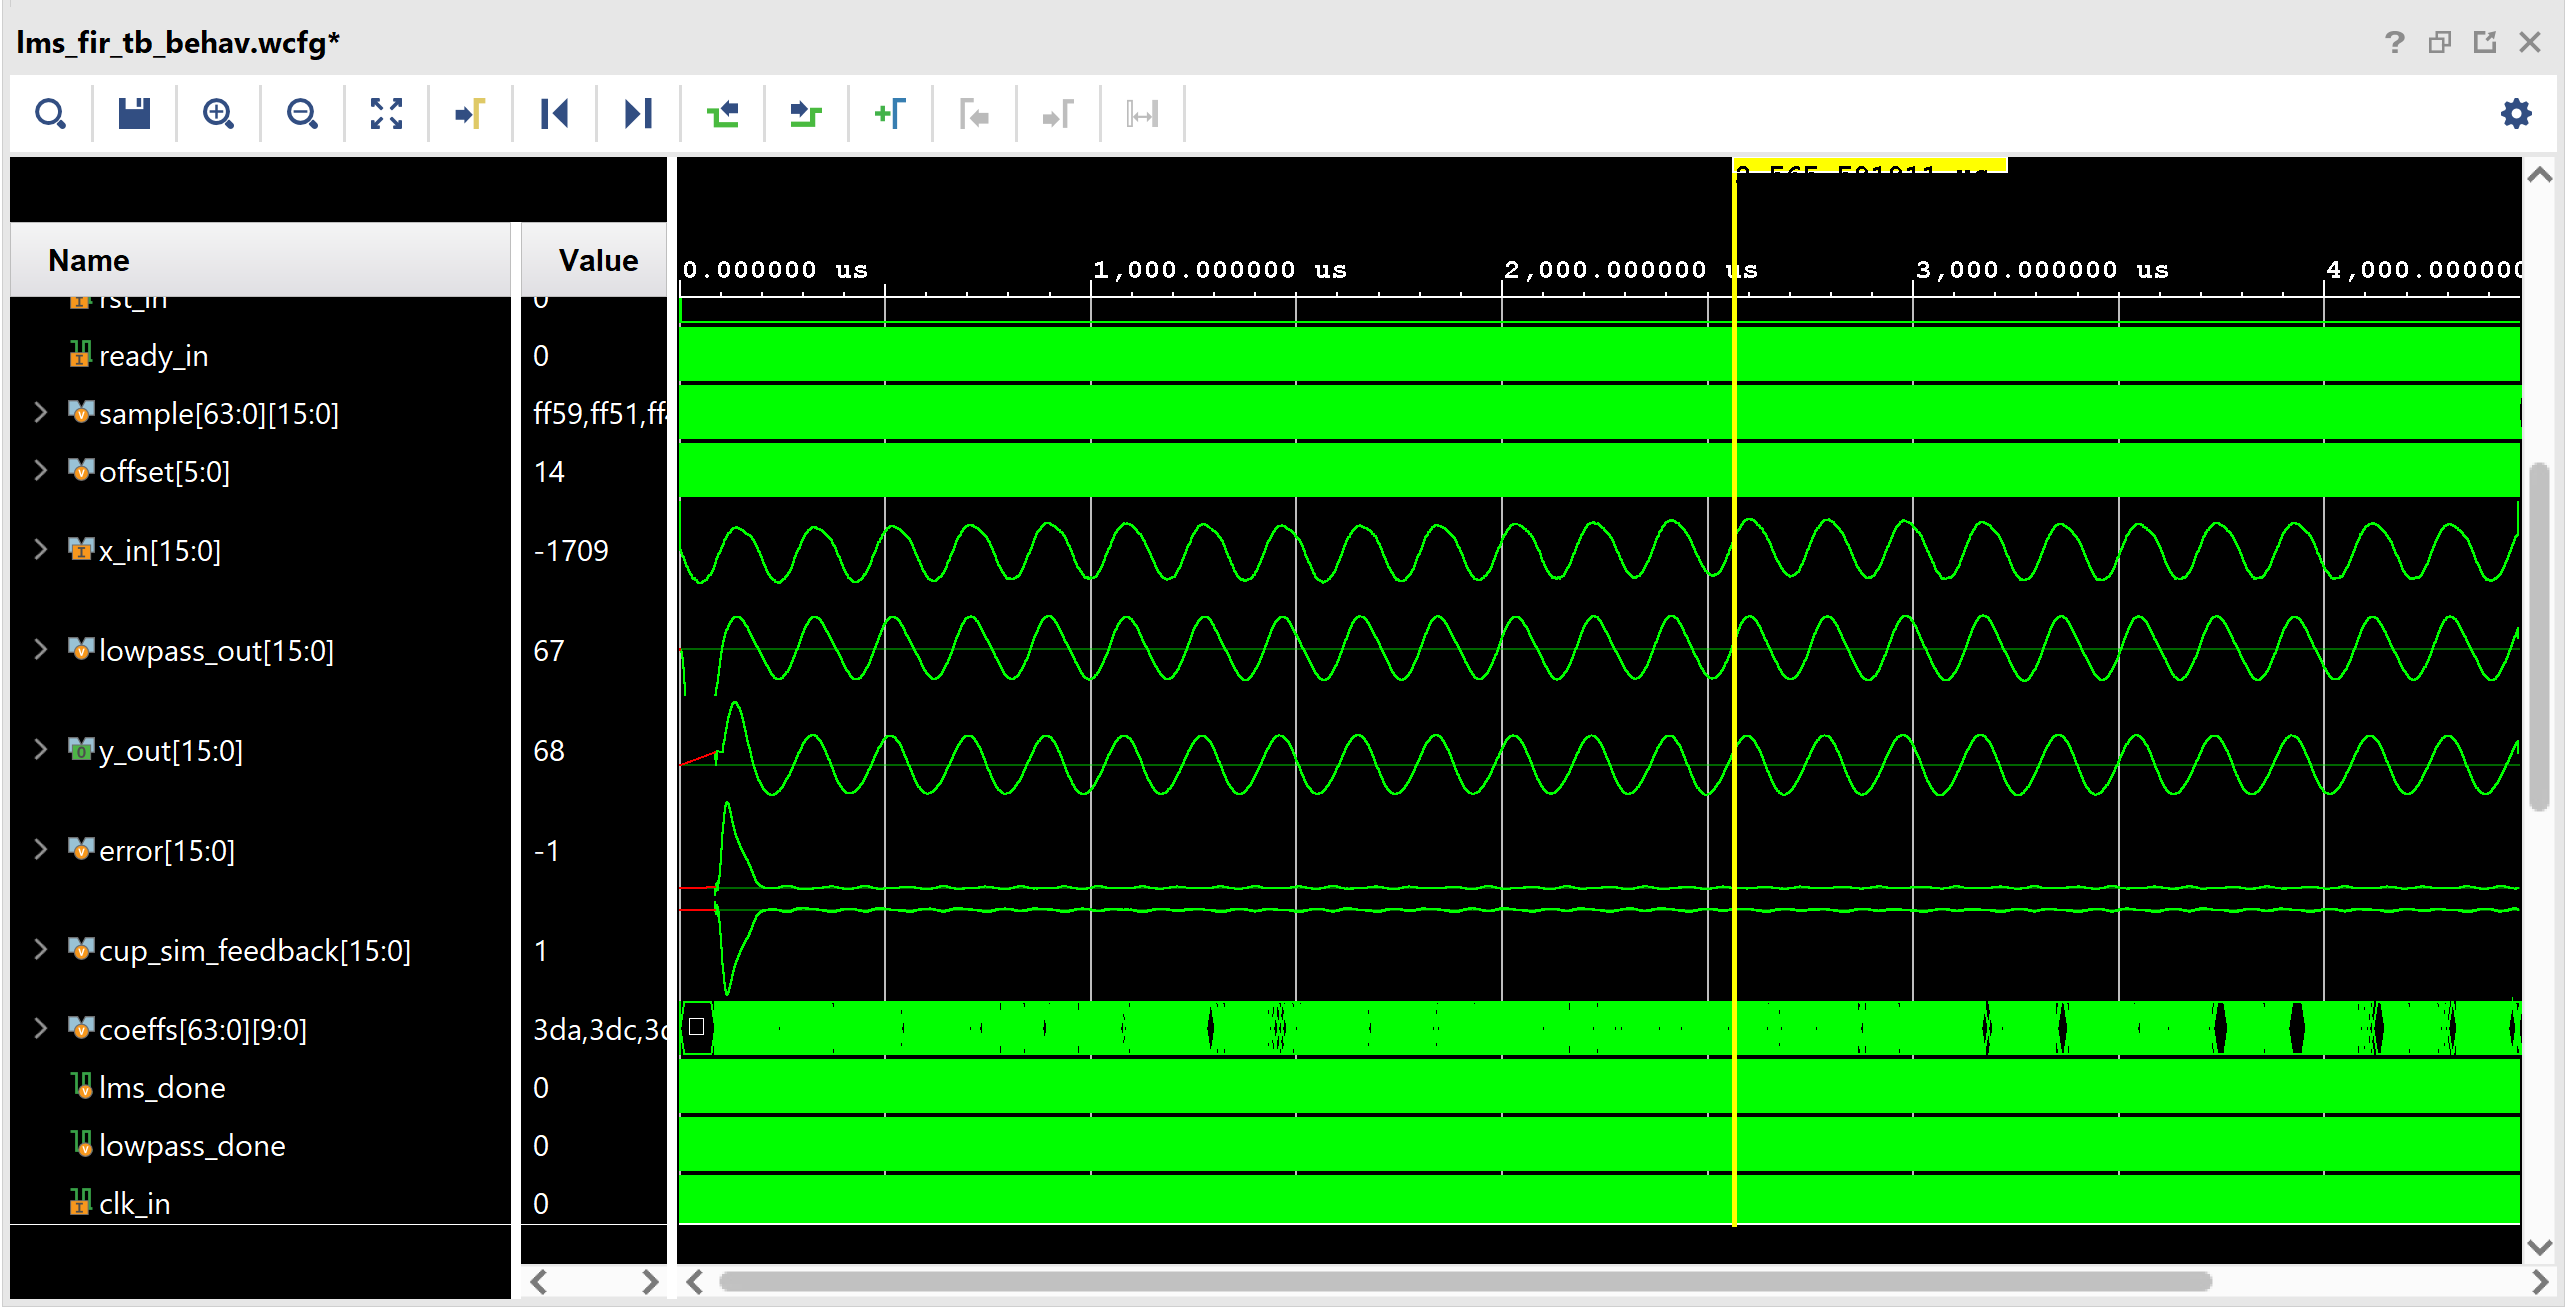 lms_fir_tb_behav.wcfg*
Name Value
0.000000 us 1,000.000000 us 2,000.000000 us 3,000.000000 us 4,000.000000
rst_in 0
ready_in 0
sample[63:0][15:0] ff59,ff51,ff
offset[5:0] 14
x_in[15:0] -1709
lowpass_out[15:0] 67
y_out[15:0] 68
error[15:0] -1
cup_sim_feedback[15:0] 1
coeffs[63:0][9:0] 3da,3dc,3c
lms_done 0
lowpass_done 0
clk_in 0